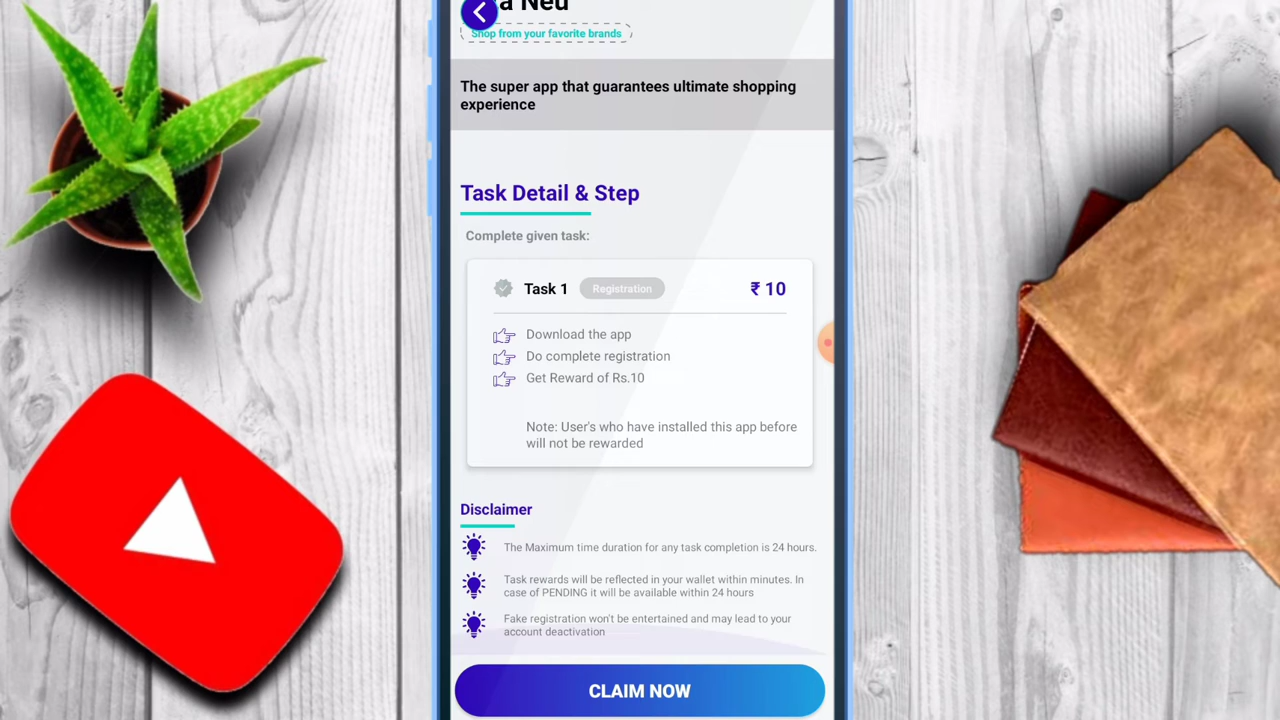 a Neu
Shop from your favorite brands
The super app that guarantees ultimate shopping
experience
Task Detail & Step
Complete given task:
Task 1 Registration ₹ 10
Download the app
Do complete registration
Get Reward of Rs.10
Note: User's who have installed this app before
will not be rewarded
Disclaimer
The Maximum time duration for any task completion is 24 hours.
Task rewards will be reflected in your wallet within minutes. In
case of PENDING it will be available within 24 hours
Fake registration won't be entertained and may lead to your
account deactivation
CLAIM NOW